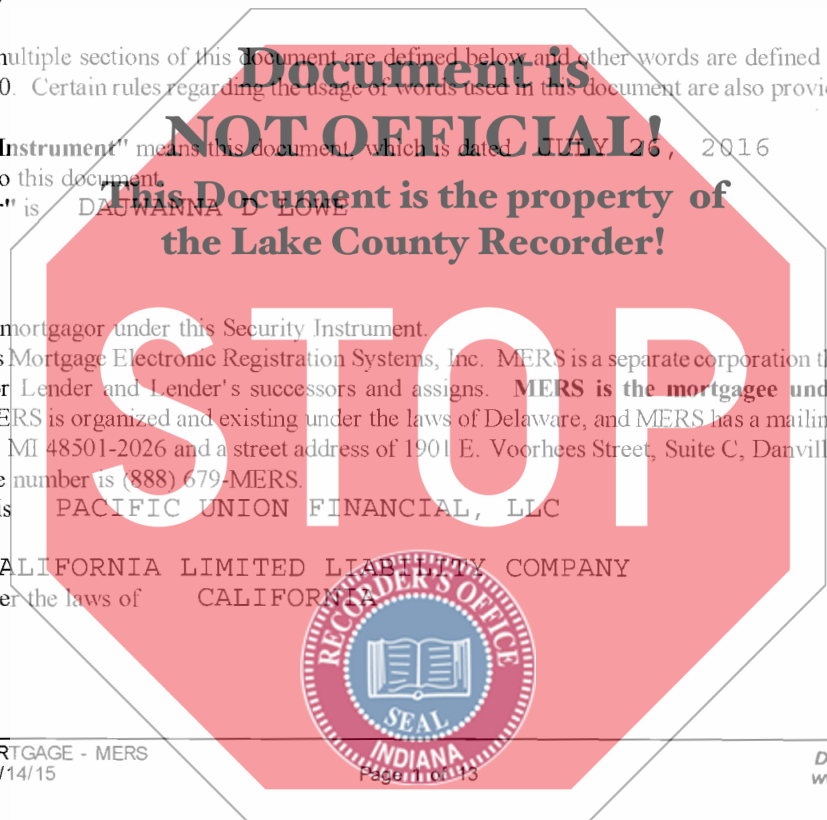 multiple sections of this document are defined below and other words are defined
Document is
0. Certain rules regarding the usage of words used in this document are also provi
NOT OFFICIAL!
Instrument" means this document, which is dated JULY 26, 2016
o this document.
This Document is the property of
r" is DAUWANNA D LOWE
the Lake County Recorder!
STOP
mortgagor under this Security Instrument.
s Mortgage Electronic Registration Systems, Inc. MERS is a separate corporation th
or Lender and Lender's successors and assigns. MERS is the mortgagee und
ERS is organized and existing under the laws of Delaware, and MERS has a mailin
MI 48501-2026 and a street address of 1901 E. Voorhees Street, Suite C, Danvill
e number is (888) 679-MERS.
is PACIFIC UNION FINANCIAL, LLC
ALIFORNIA LIMITED LIABILITY COMPANY
er the laws of CALIFORNIA
RECORDER'S OFFICE
SEAL
INDIANA
RTGAGE - MERS
/14/15
Page 1 of 13
D
w